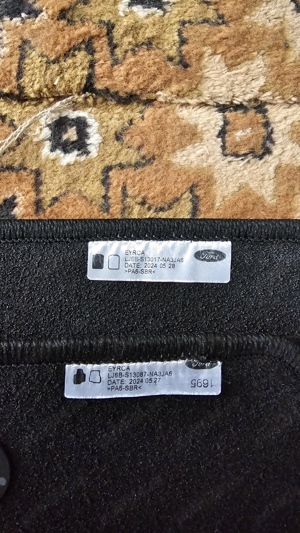 EYRCA
LJ6B-S13017-NA3JA6
DATE: 2024 05 28
>PA6-SBR<
Ford
EYRCA
LJ6B-S13087-NA3JA6
DATE: 2024 05 27
>PA6-SBR<
Ford
1695